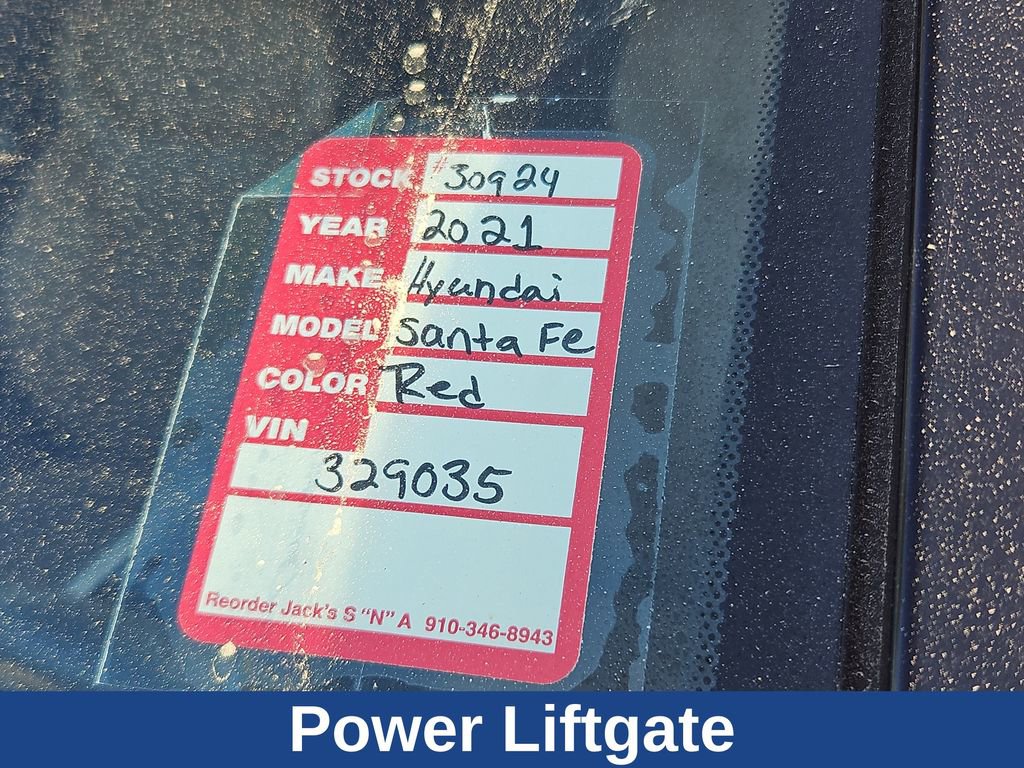 STOCK # 30924
YEAR 2021
MAKE Hyundai
MODEL Santa Fe
COLOR Red
VIN
329035
Reorder Jack's S "N" A 910-346-8943
Power Liftgate